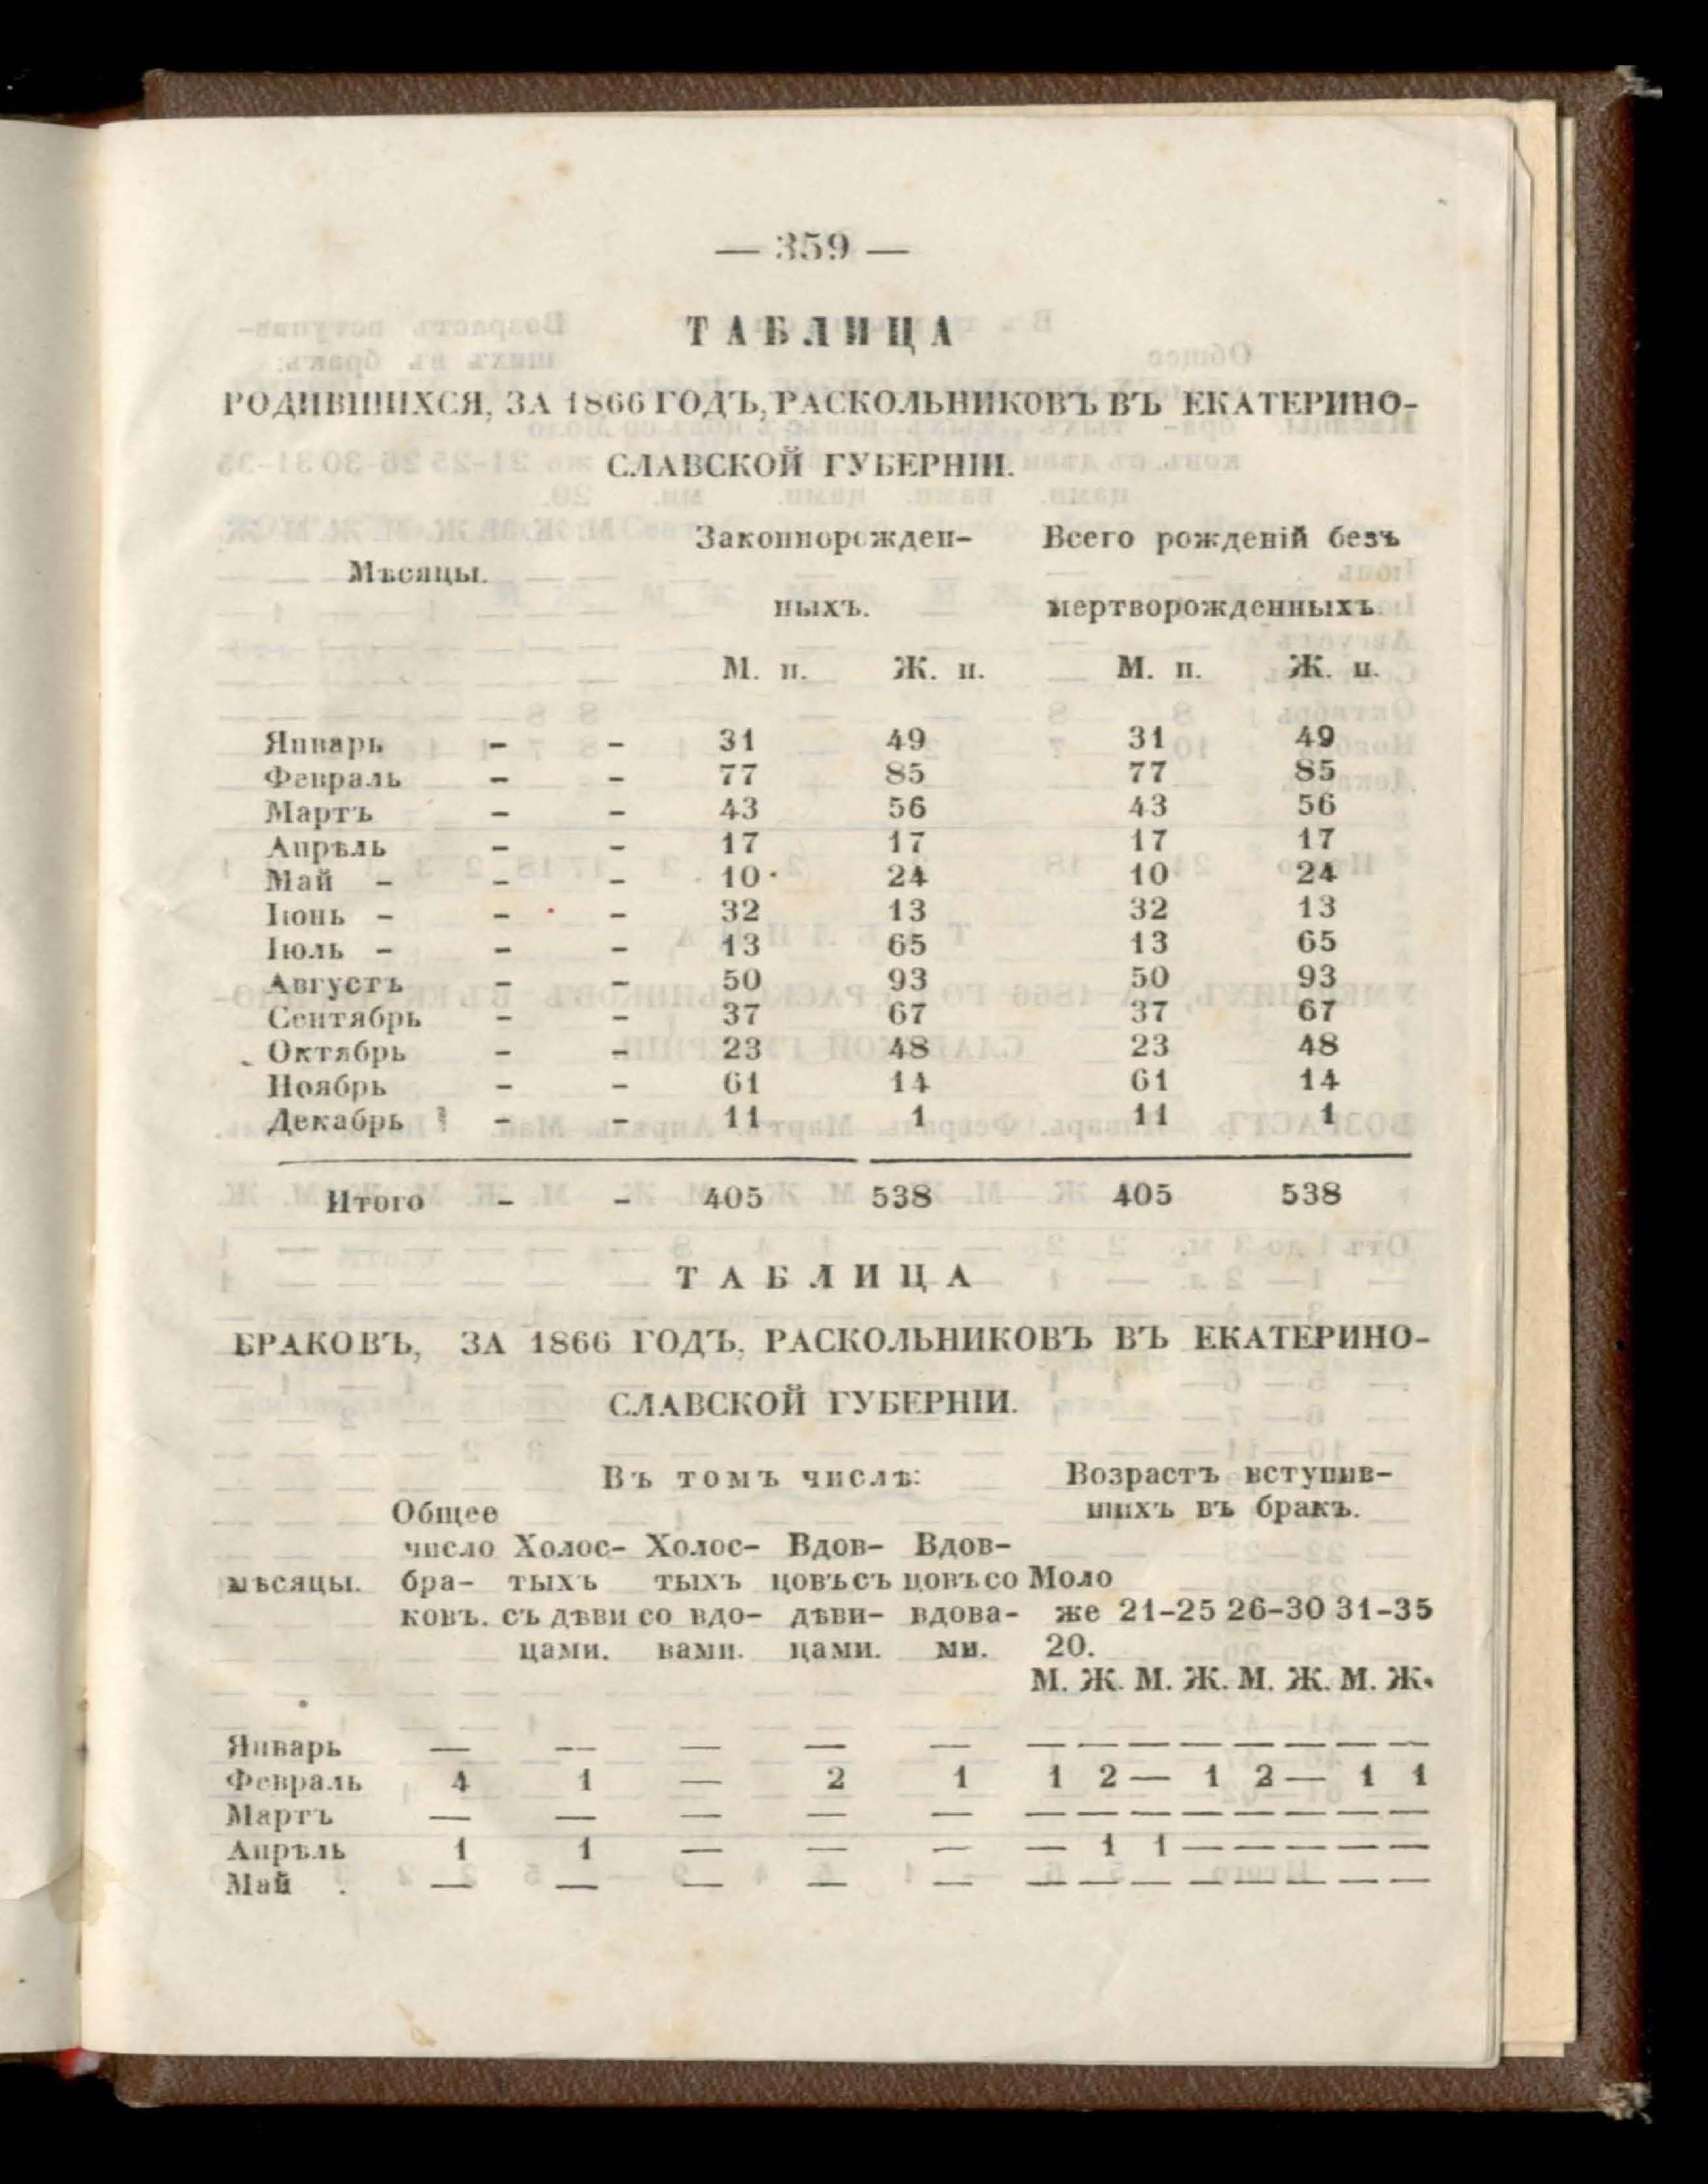 — 359 —
ТАБЛИЦА
РОДИВШИХСЯ, ЗА 1866 ГОДЪ, РАСКОЛЬНИКОВЪ ВЪ ЕКАТЕРИНО-
СЛАВСКОЙ ГУБЕРНІИ.
Законнорожден- Всего рожденій безъ
Мѣсяцы.
ныхъ. мертворожденныхъ.
М. п. Ж. п. М. п. Ж. п.
Январь - - 31 49 31 49
Февраль - - 77 85 77 85
Мартъ - - 43 56 43 56
Апрѣль - - 17 17 17 17
Май - - - 10 24 10 24
Іюнь - - - 32 13 32 13
Іюль - - - 13 65 13 65
Августъ - - 50 93 50 93
Сентябрь - - 37 67 37 67
Октябрь - - 23 48 23 48
Ноябрь - - 61 14 61 14
Декабрь - - 11 1 11 1
Итого - - 405 538 405 538
ТАБЛИЦА
БРАКОВЪ, ЗА 1866 ГОДЪ, РАСКОЛЬНИКОВЪ ВЪ ЕКАТЕРИНО-
СЛАВСКОЙ ГУБЕРНІИ.
Въ томъ числѣ: Возрастъ вступив-
Общее шихъ въ бракъ.
число Холос- Холос- Вдов- Вдов-
мѣсяцы. бра- тыхъ тыхъ цовъ съ цовъ со Моло
ковъ. съ дѣви со вдо- дѣви- вдова- же 21-25 26-30 31-35
цами. вами. цами. ми. 20.
М. Ж. М. Ж. М. Ж. М. Ж.
Январь — — — — — — — — — — — — —
Февраль 4 1 — 2 1 1 2 — 1 2 — 1 1
Мартъ — — — — — — — — — — — — —
Апрѣль 1 1 — — — — 1 1 — — — — —
Май — — — — — — — — — — — — —